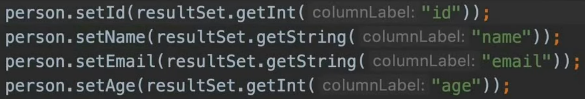 person.setId(resultSet.getInt( columnLabel: "id"));
person.setName(resultSet.getString( columnLabel: "name"));
person.setEmail(resultSet.getString( columnLabel: "email"));
person.setAge(resultSet.getInt( columnLabel: "age"));